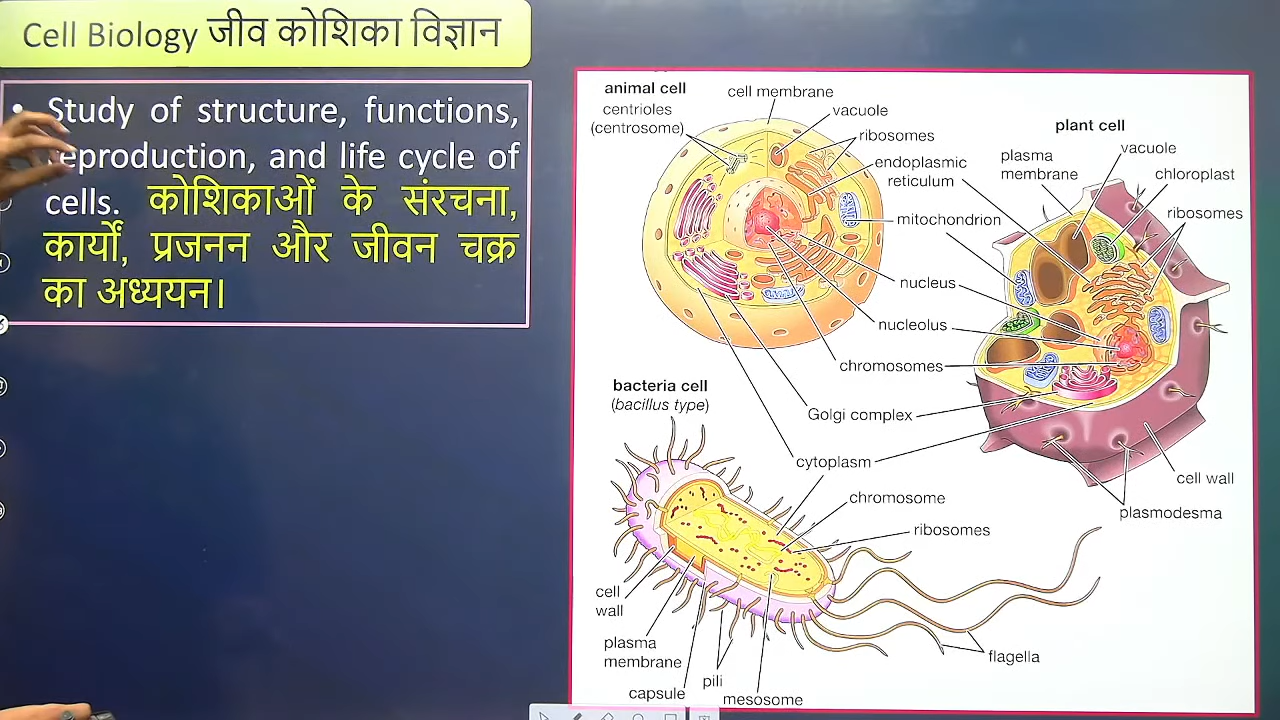 Cell Biology जीव कोशिका विज्ञान
• Study of structure, functions,
reproduction, and life cycle of
cells. कोशिकाओं के संरचना,
कार्यों, प्रजनन और जीवन चक्र
का अध्ययन।
animal cell
centrioles
(centrosome)
cell membrane
vacuole
ribosomes
endoplasmic
reticulum
mitochondrion
nucleus
nucleolus
chromosomes
Golgi complex
cytoplasm
plant cell
plasma
membrane
vacuole
chloroplast
ribosomes
cell wall
plasmodesma
bacteria cell
(bacillus type)
chromosome
ribosomes
cell
wall
plasma
membrane
capsule
pili
mesosome
flagella